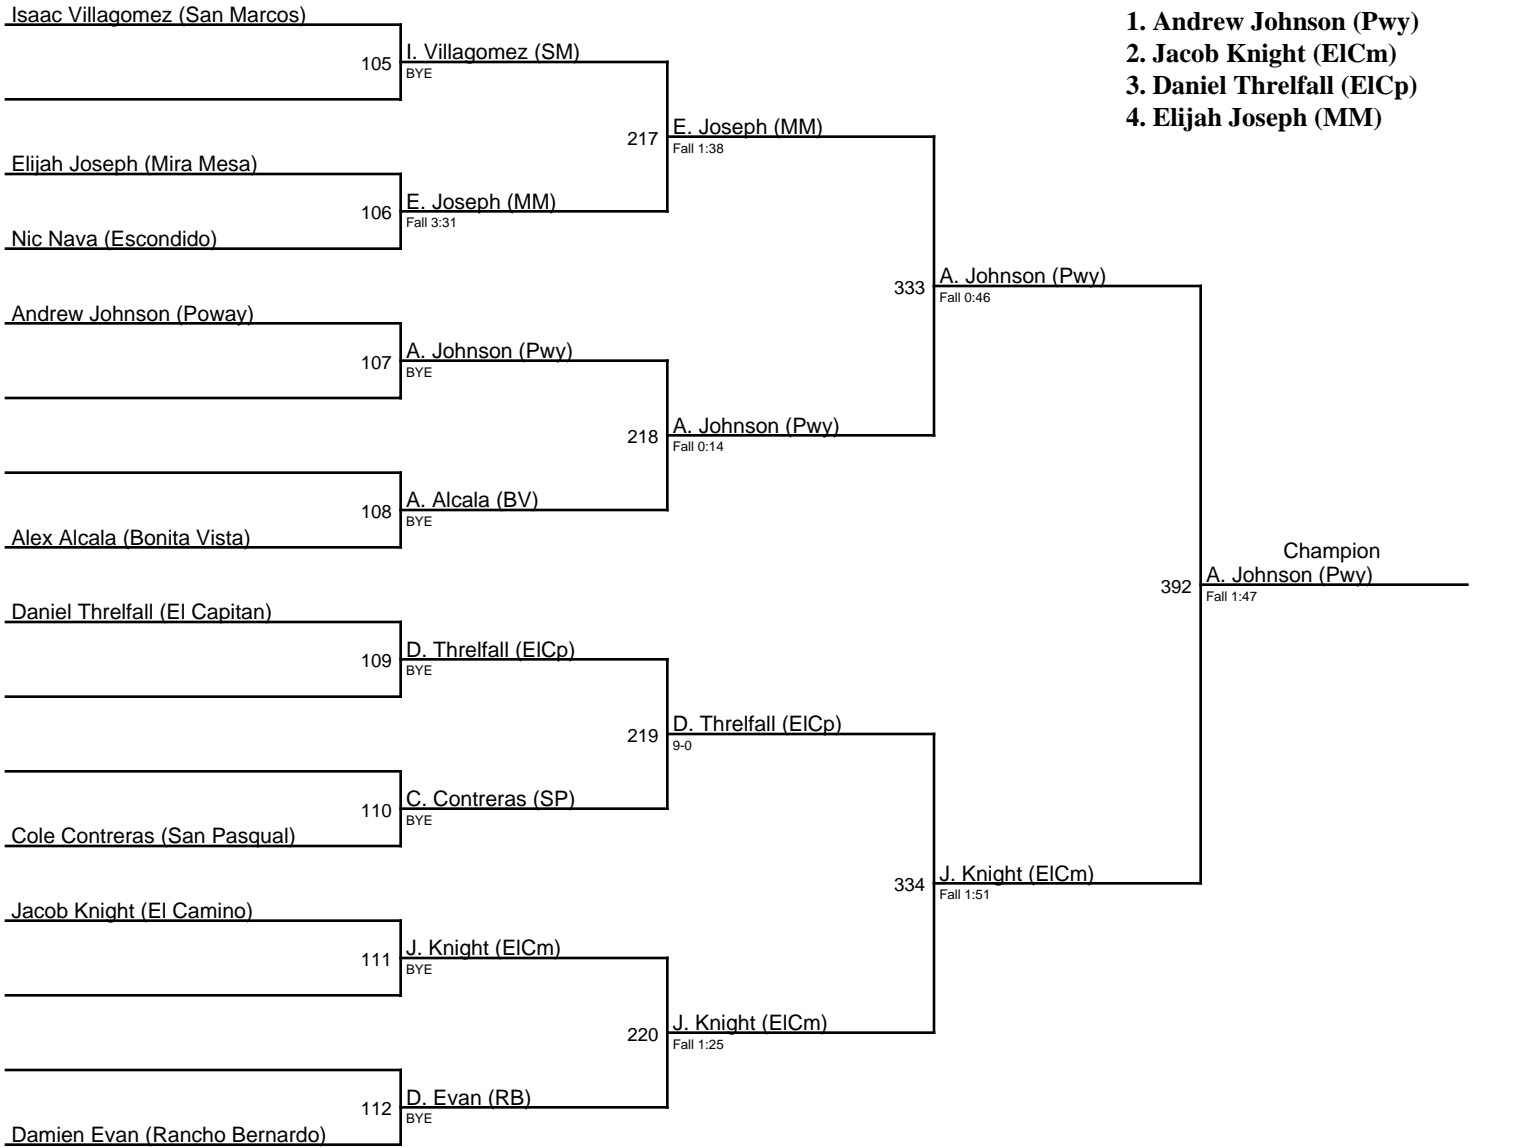 Isaac Villagomez (San Marcos)
105
I. Villagomez (SM)
BYE
Elijah Joseph (Mira Mesa)
106
E. Joseph (MM)
Fall 3:31
Nic Nava (Escondido)
217
E. Joseph (MM)
Fall 1:38
Andrew Johnson (Poway)
107
A. Johnson (Pwy)
BYE
108
A. Alcala (BV)
BYE
Alex Alcala (Bonita Vista)
218
A. Johnson (Pwy)
Fall 0:14
333
A. Johnson (Pwy)
Fall 0:46
Daniel Threlfall (El Capitan)
109
D. Threlfall (ElCp)
BYE
110
C. Contreras (SP)
BYE
Cole Contreras (San Pasqual)
219
D. Threlfall (ElCp)
9-0
Jacob Knight (El Camino)
111
J. Knight (ElCm)
BYE
112
D. Evan (RB)
BYE
Damien Evan (Rancho Bernardo)
220
J. Knight (ElCm)
Fall 1:25
334
J. Knight (ElCm)
Fall 1:51
392
Champion
A. Johnson (Pwy)
Fall 1:47
1. Andrew Johnson (Pwy)
2. Jacob Knight (ElCm)
3. Daniel Threlfall (ElCp)
4. Elijah Joseph (MM)